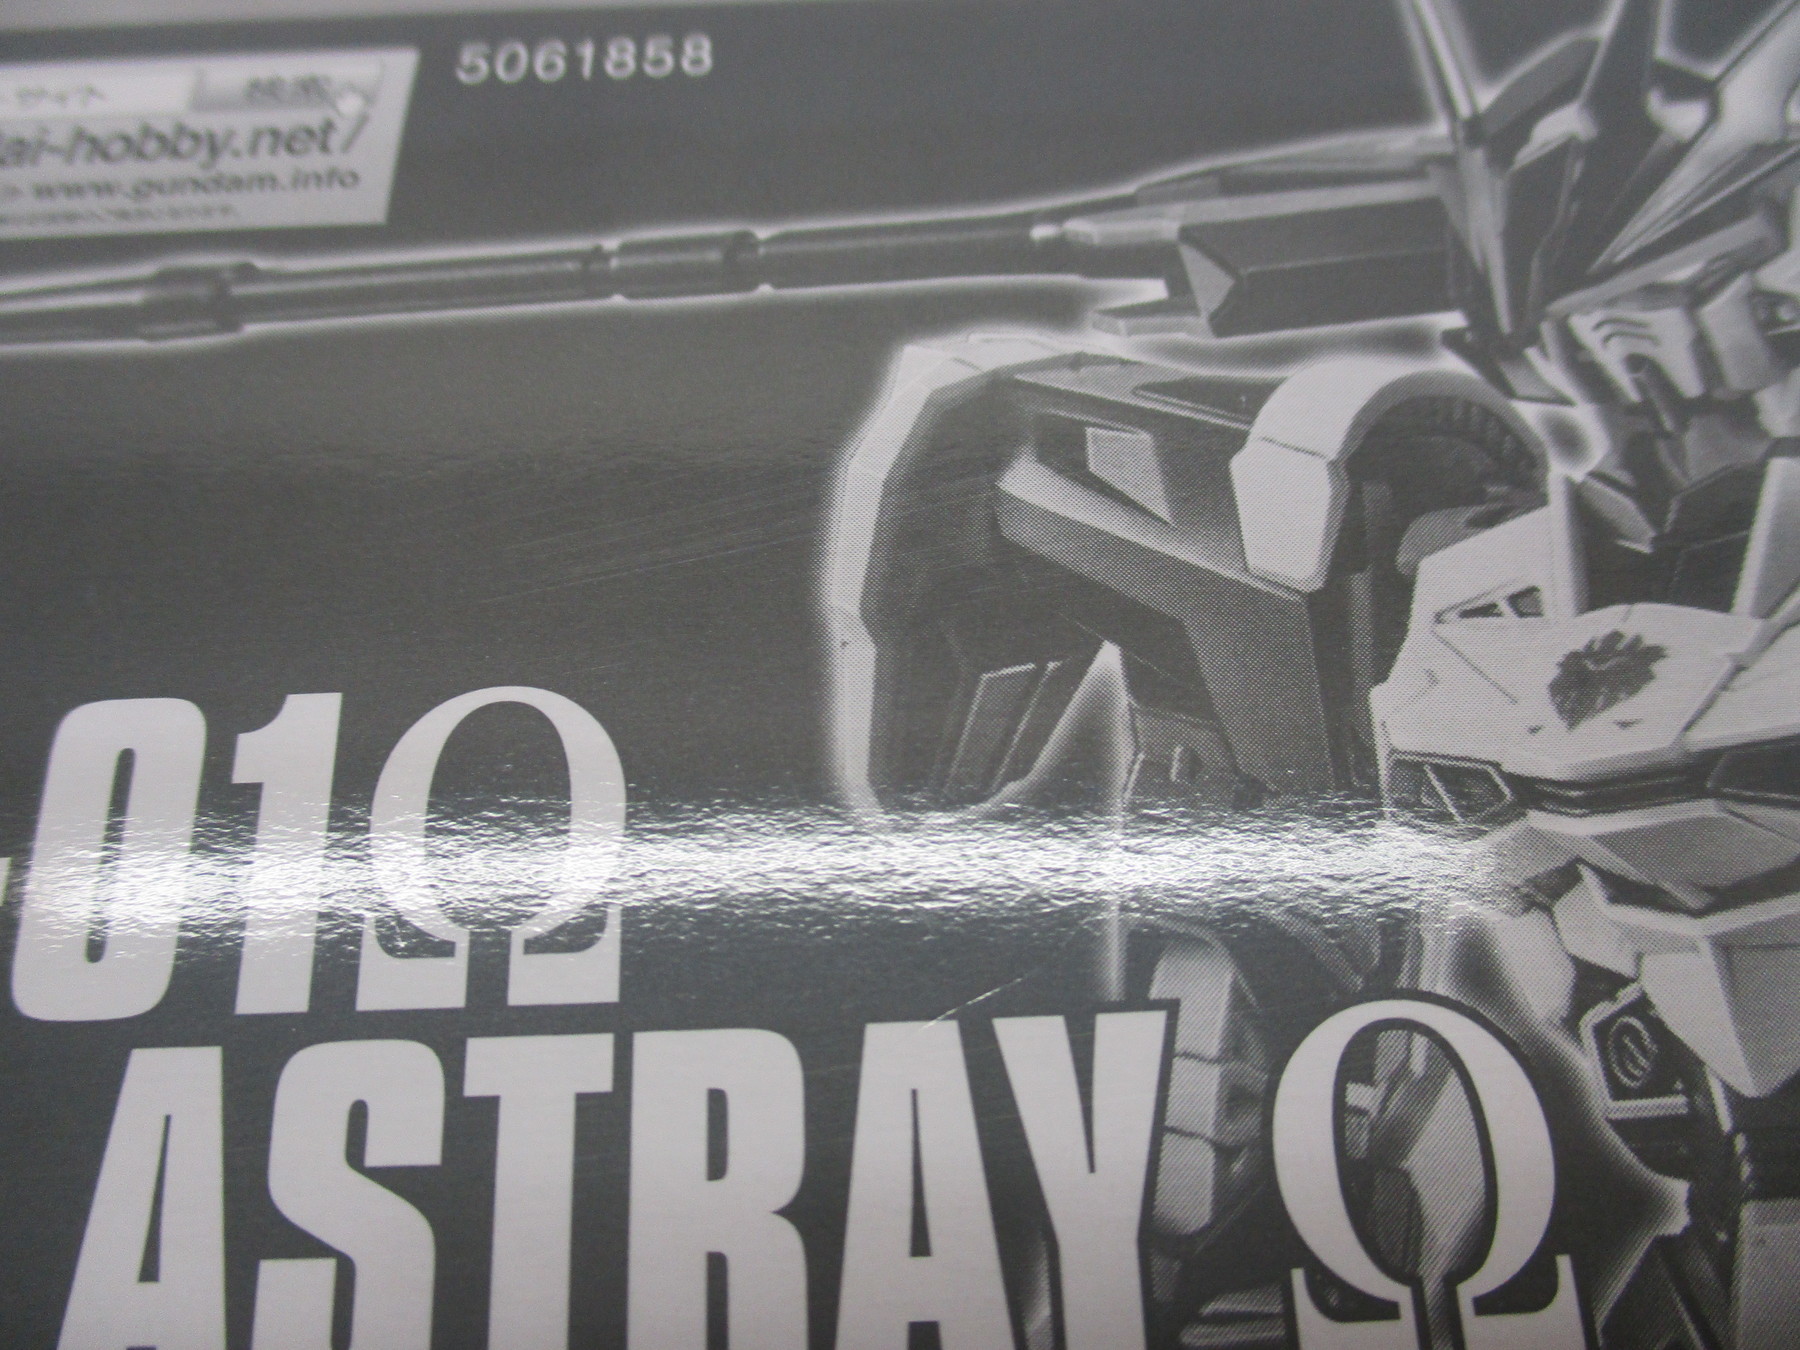 5061858
ai-hobby.net/
www.gundam.info
-01Ω
ASTRAY Ω